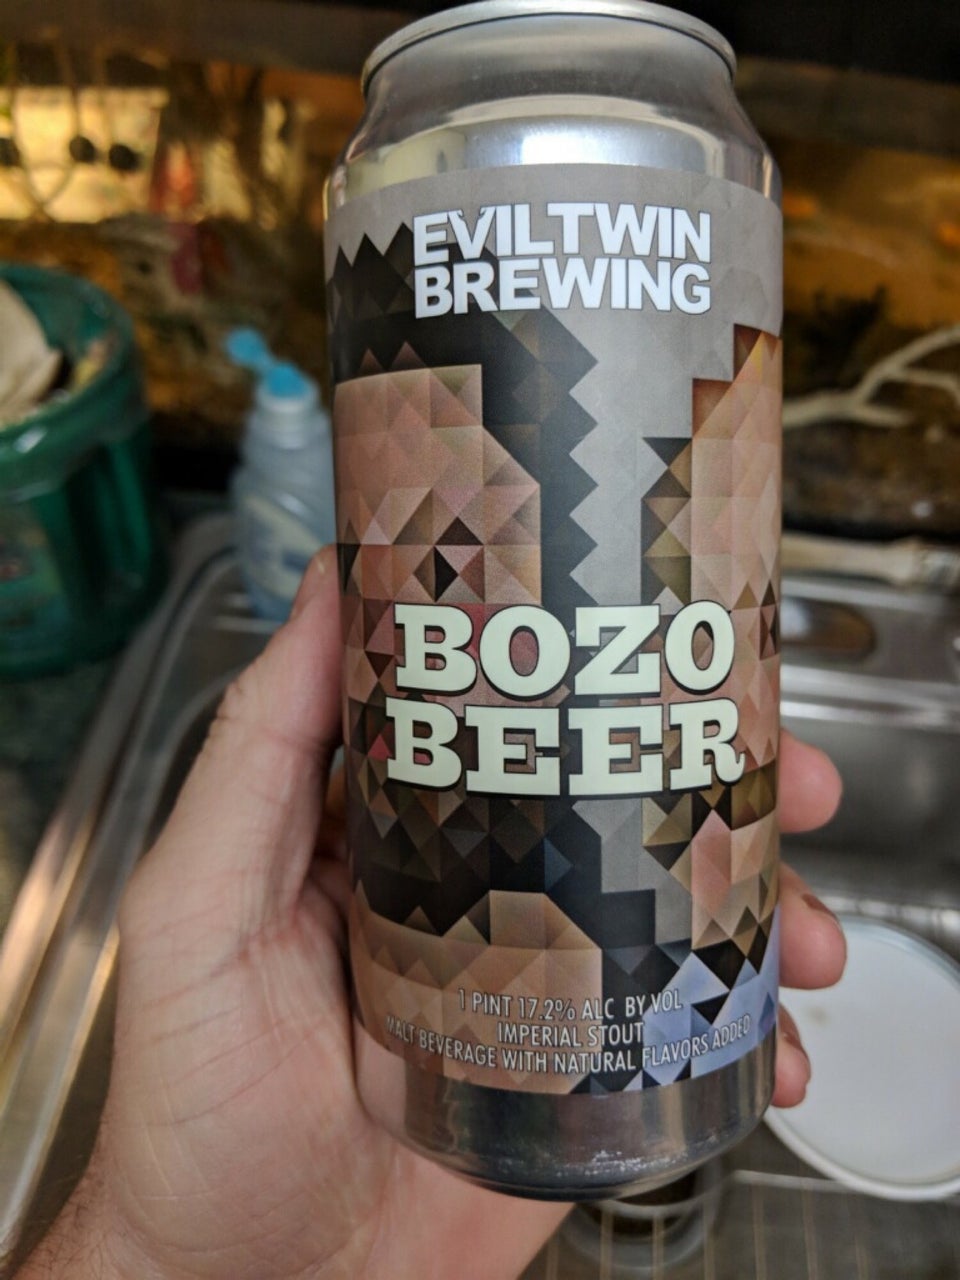 EVILTWIN
BREWING
BOZO
BEER
1 PINT 17.2% ALC BY VOL
IMPERIAL STOUT
MALT BEVERAGE WITH NATURAL FLAVORS ADDED